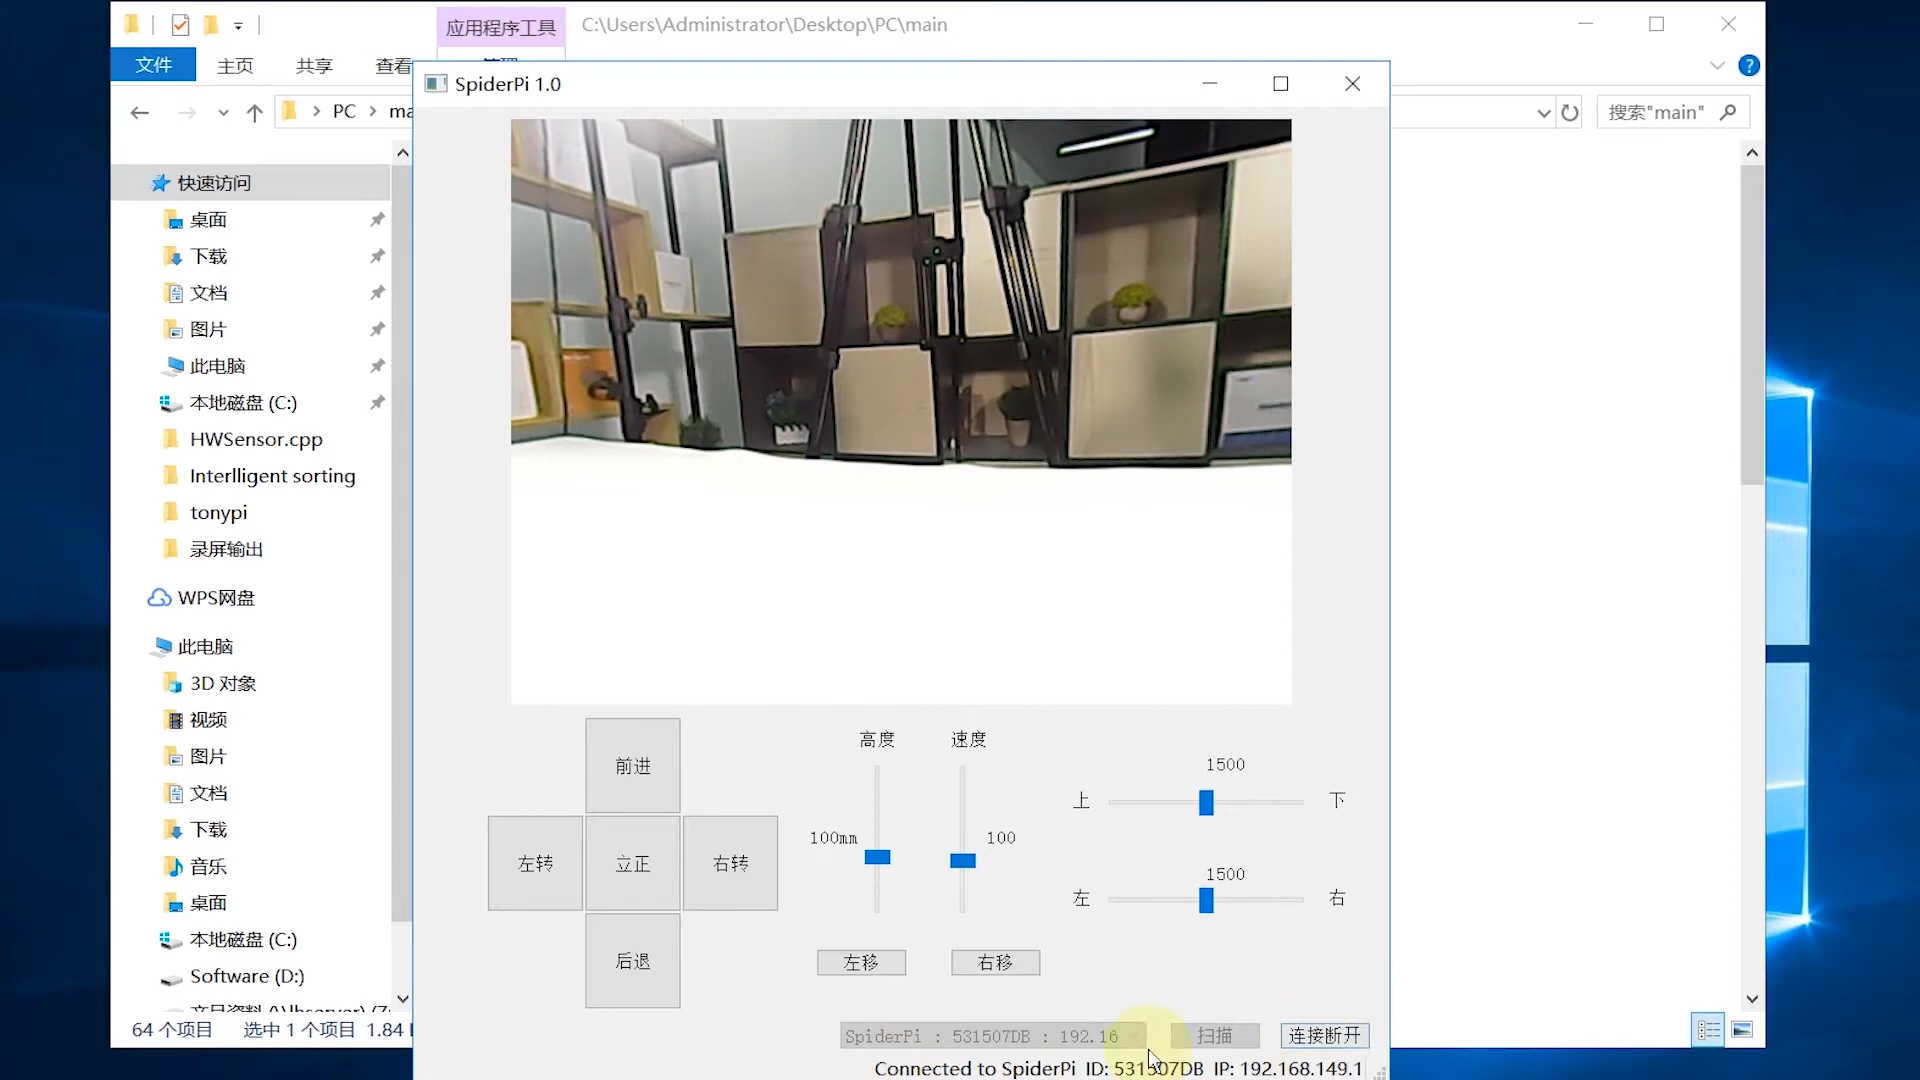 应用程序工具
C:\Users\Administrator\Desktop\PC\main
文件
主页
共享
查看
PC
搜索"main"
SpiderPi 1.0
快速访问
桌面
下载
文档
图片
此电脑
本地磁盘 (C:)
HWSensor.cpp
Interlligent sorting
tonypi
录屏输出
WPS网盘
此电脑
3D 对象
视频
图片
文档
下载
音乐
桌面
本地磁盘 (C:)
Software (D:)
64 个项目 选中 1 个项目 1.84
前进
左转
立正
右转
后退
高度
速度
100mm
100
1500
上
下
1500
左
右
左移
右移
SpiderPi : 531507DB : 192.16
扫描
连接断开
Connected to SpiderPi ID: 531507DB IP: 192.168.149.1